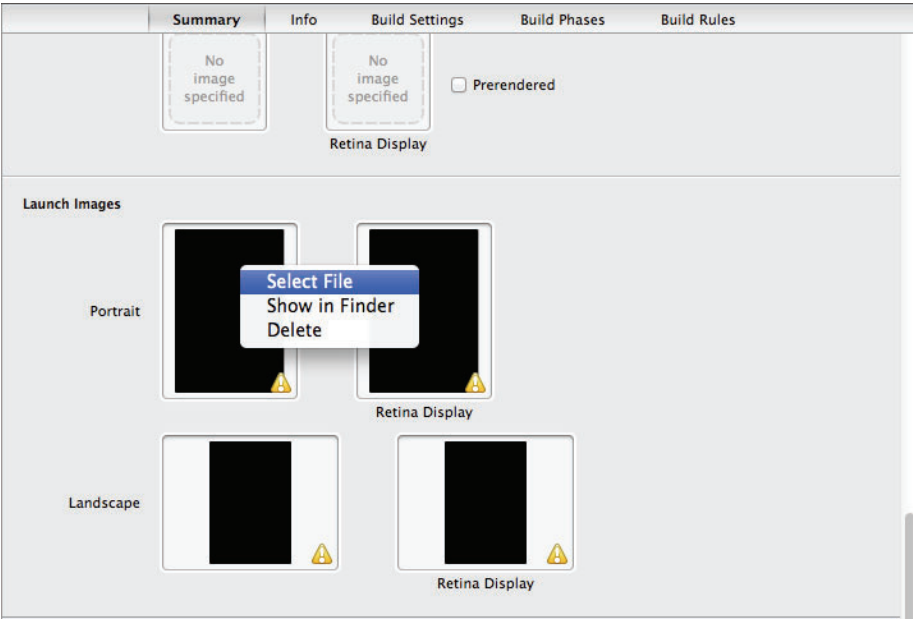 Summary Info Build Settings Build Phases Build Rules
No
image
specified
No
image
specified
Prerendered
Retina Display
Launch Images
Portrait
Select File
Show in Finder
Delete
Retina Display
Landscape
Retina Display